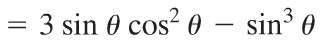 = 3 sin θ cos² θ − sin³ θ